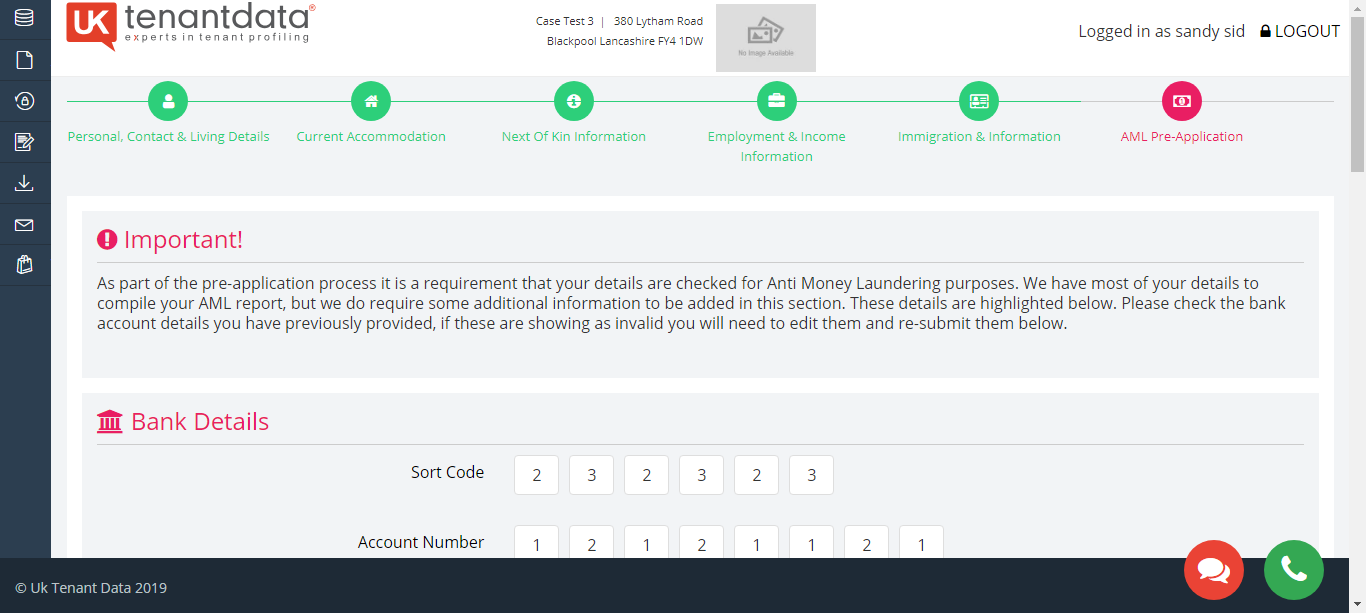 UK tenantdata®
experts in tenant profiling
Case Test 3 | 380 Lytham Road
Blackpool Lancashire FY4 1DW
No Image Available
Logged in as sandy sid LOGOUT
Personal, Contact & Living Details
Current Accommodation
Next Of Kin Information
Employment & Income
Information
Immigration & Information
AML Pre-Application
Important!
As part of the pre-application process it is a requirement that your details are checked for Anti Money Laundering purposes. We have most of your details to
compile your AML report, but we do require some additional information to be added in this section. These details are highlighted below. Please check the bank
account details you have previously provided, if these are showing as invalid you will need to edit them and re-submit them below.
Bank Details
Sort Code 2 3 2 3 2 3
Account Number 1 2 1 2 1 1 2 1
© Uk Tenant Data 2019